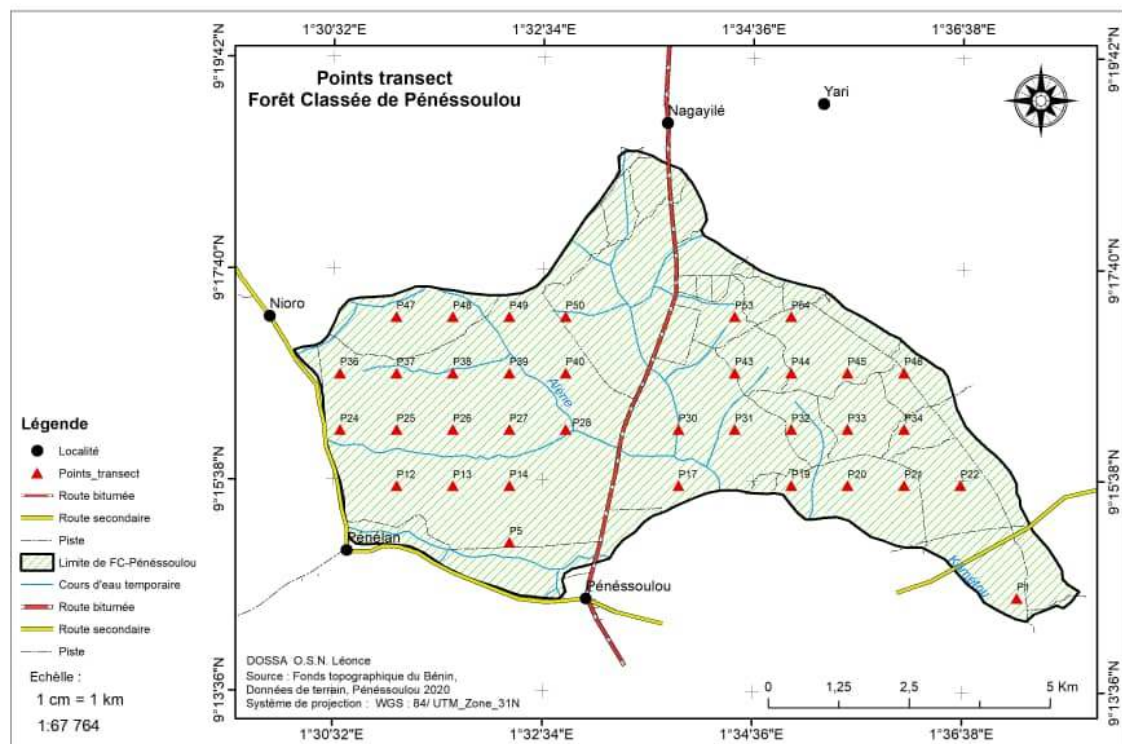 1°30'32"E 1°32'34"E 1°34'36"E 1°36'38"E
9°19'42"N 9°19'42"N
Points transect
Forêt Classée de Pénéssoulou
Yari
Nagayilé
9°17'40"N 9°17'40"N
Nioro
P47 P48 P49 P50 P53 P54
P36 P37 P38 P39 P40 P43 P44 P45 P46
Aféné
P24 P25 P26 P27 P28 P30 P31 P32 P33 P34
9°15'38"N 9°15'38"N
P12 P13 P14 P17 P19 P20 P21 P22
P5
Pénélan
Pénéssoulou
P1
9°13'36"N 9°13'36"N
Légende
Localité
Points_transect
Route bitumée
Route secondaire
Piste
Limite de FC-Pénéssoulou
Cours d'eau temporaire
Route bitumée
Route secondaire
Piste
Echèlle :
1 cm = 1 km
1:67 764
DOSSA O.S.N. Léonce
Source : Fonds topographique du Bénin,
Données de terrain, Pénéssoulou 2020
Système de projection : WGS : 84/ UTM_Zone_31N
0 1,25 2,5 5 Km
1°30'32"E 1°32'34"E 1°34'36"E 1°36'38"E